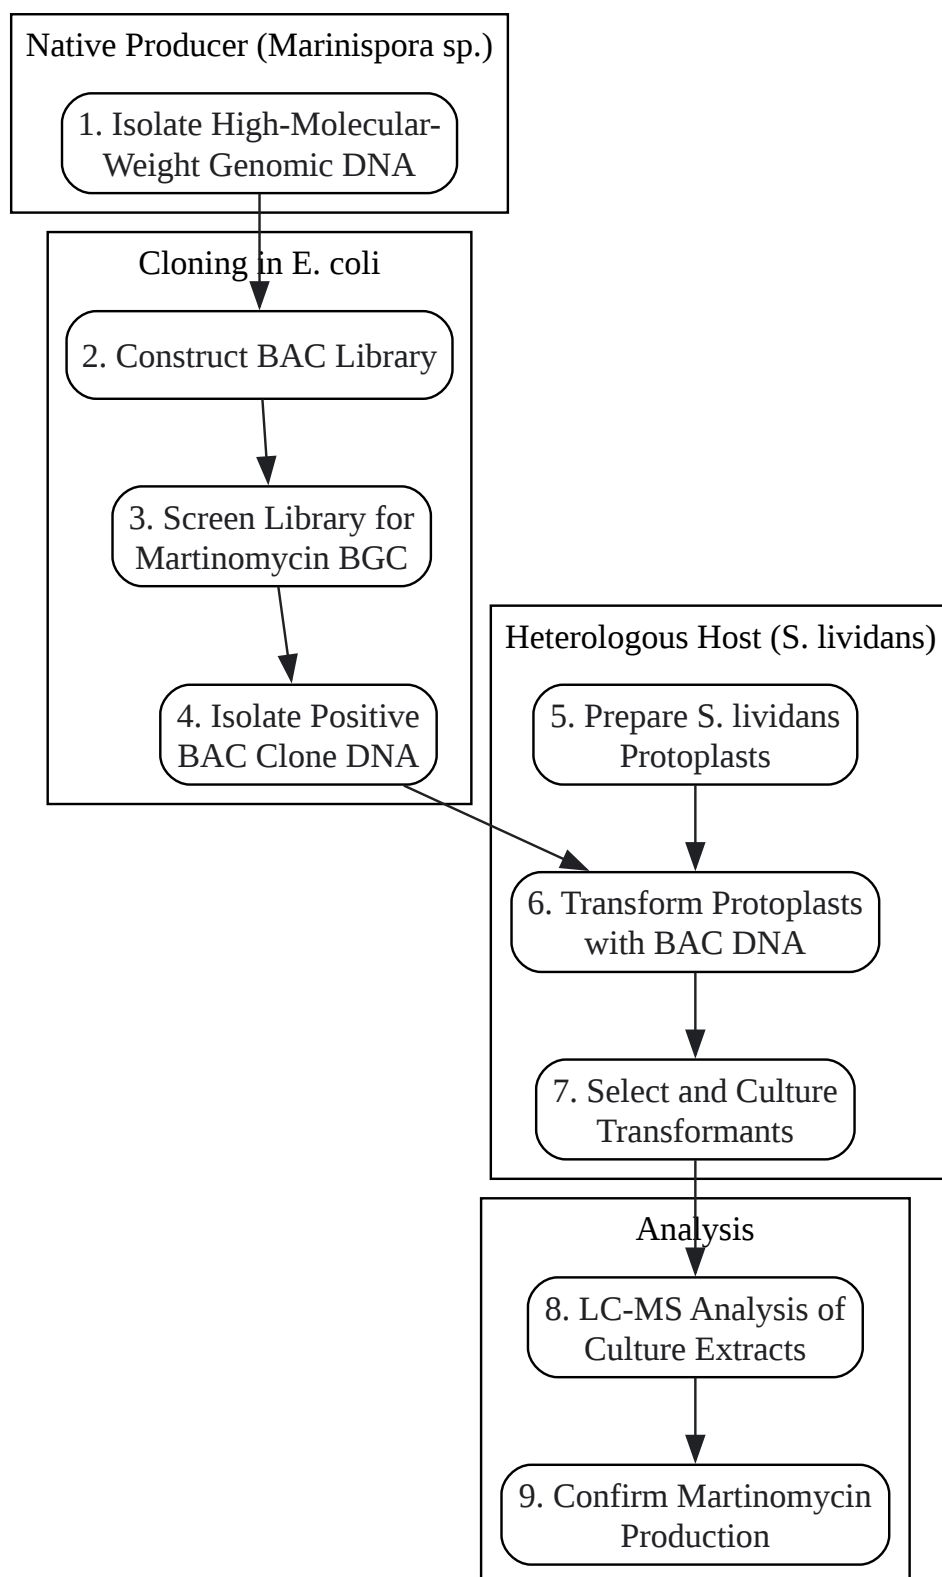 Native Producer (Marinispora sp.)
1. Isolate High-Molecular-
Weight Genomic DNA
Cloning in E. coli
2. Construct BAC Library
3. Screen Library for
Martinomycin BGC
4. Isolate Positive
BAC Clone DNA
Heterologous Host (S. lividans)
5. Prepare S. lividans
Protoplasts
6. Transform Protoplasts
with BAC DNA
7. Select and Culture
Transformants
Analysis
8. LC-MS Analysis of
Culture Extracts
9. Confirm Martinomycin
Production